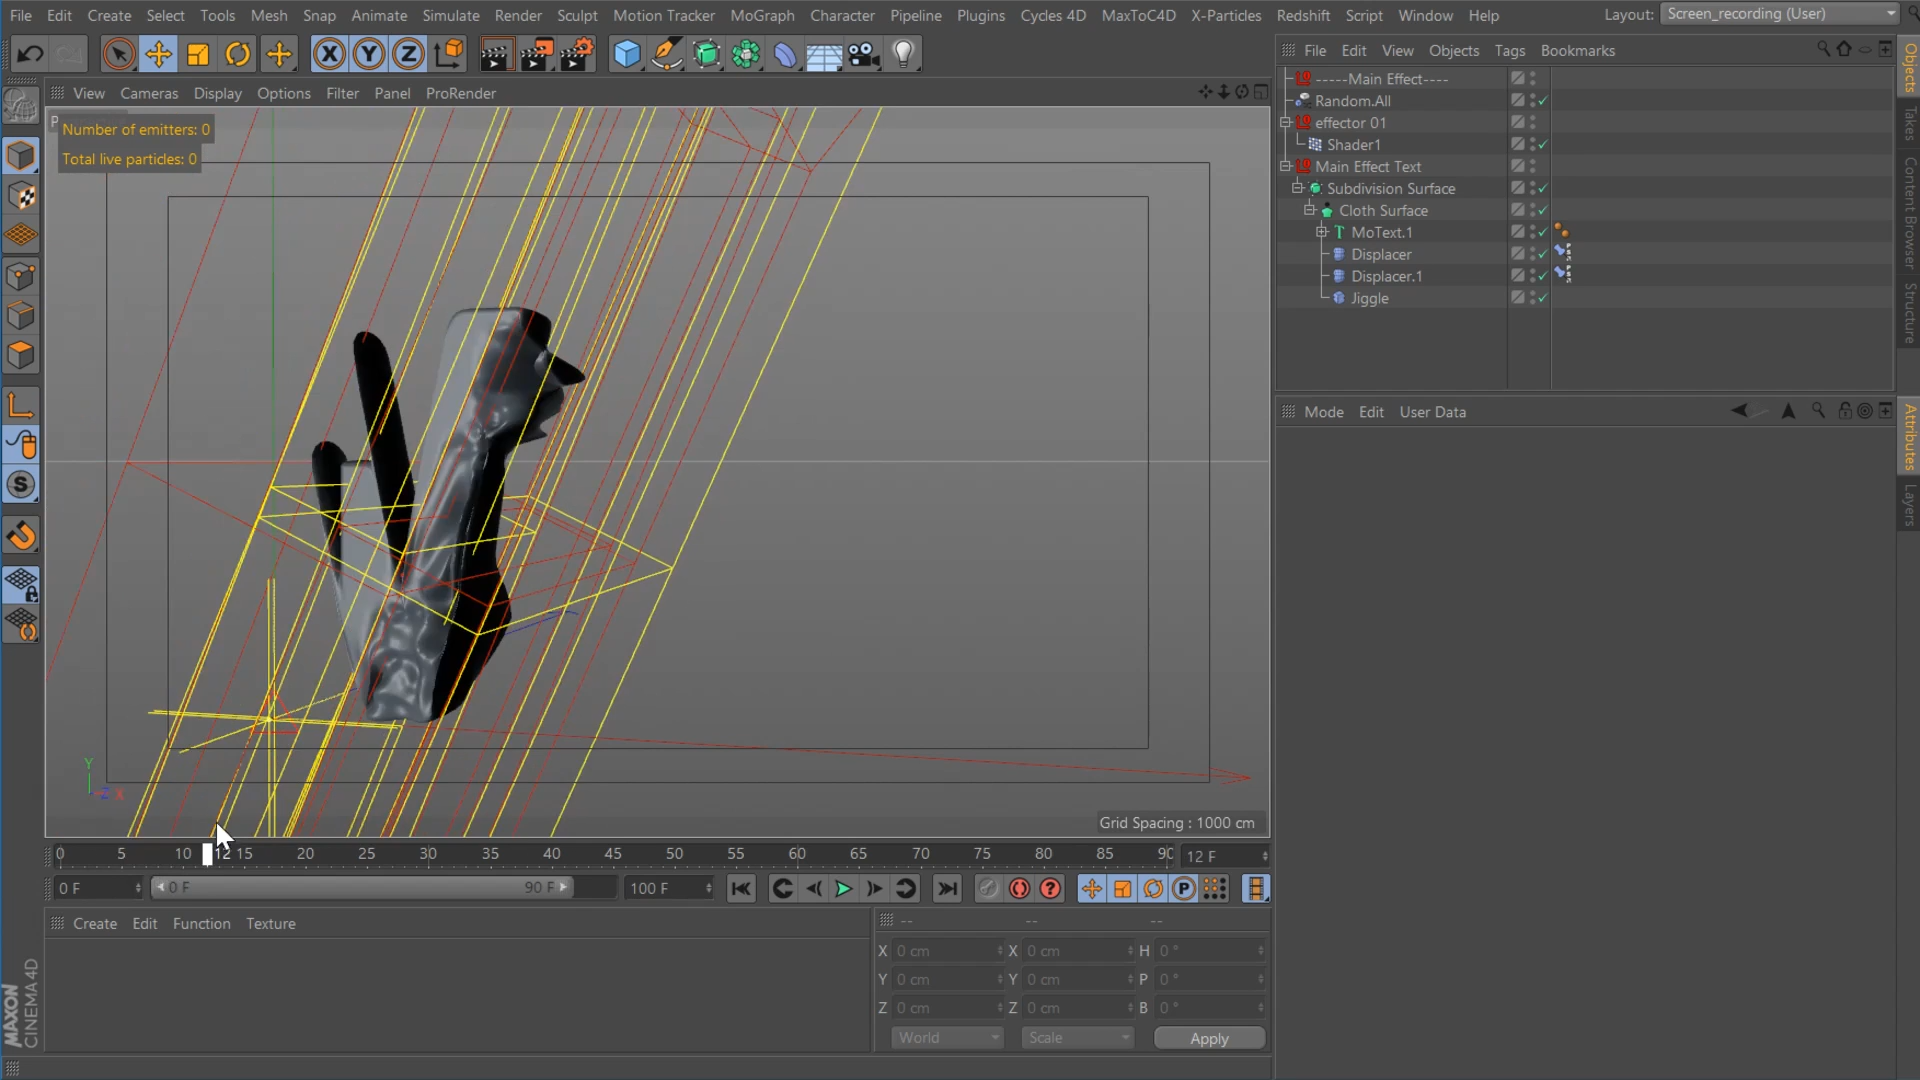 File Edit Create Select Tools Mesh Snap Animate Simulate Render Sculpt Motion Tracker MoGraph Character Pipeline Plugins Cycles 4D MaxToC4D X-Particles Redshift Script Window Help Layout: Screen_recording (User)
X Y Z
File Edit View Objects Tags Bookmarks
View Cameras Display Options Filter Panel ProRender
Number of emitters: 0
Total live particles: 0
-----Main Effect----
Random.All
effector 01
Shader1
Main Effect Text
Subdivision Surface
Cloth Surface
MoText.1
Displacer
Displacer.1
Jiggle
Objects
Takes
Content Browser
Structure
Mode Edit User Data
Attributes
Layers
S
Y
Z X
Grid Spacing : 1000 cm
0 5 10 12 15 20 25 30 35 40 45 50 55 60 65 70 75 80 85 90 12 F
0 F 0 F 90 F 100 F P
Create Edit Function Texture
-- -- --
X 0 cm X 0 cm H 0 °
Y 0 cm Y 0 cm P 0 °
Z 0 cm Z 0 cm B 0 °
World Scale Apply
MAXON
CINEMA 4D